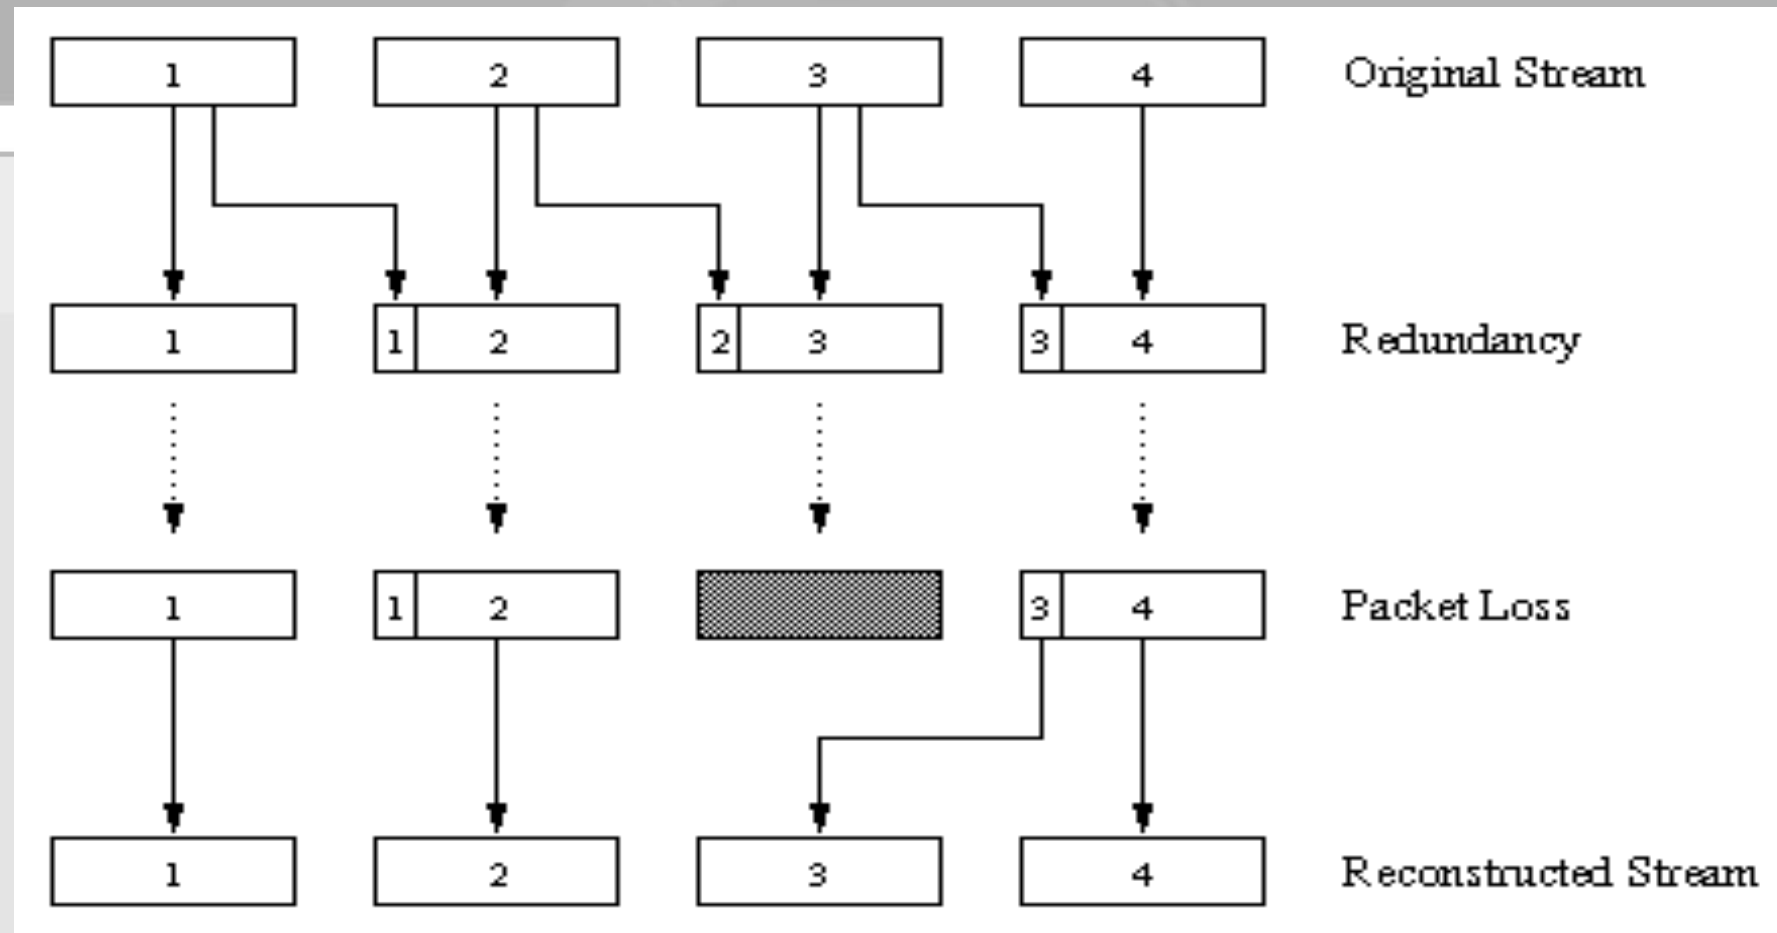 1 2 3 4 Original Stream
1 1 2 2 3 3 4 Redundancy
1 1 2 3 4 Packet Loss
1 2 3 4 Reconstructed Stream